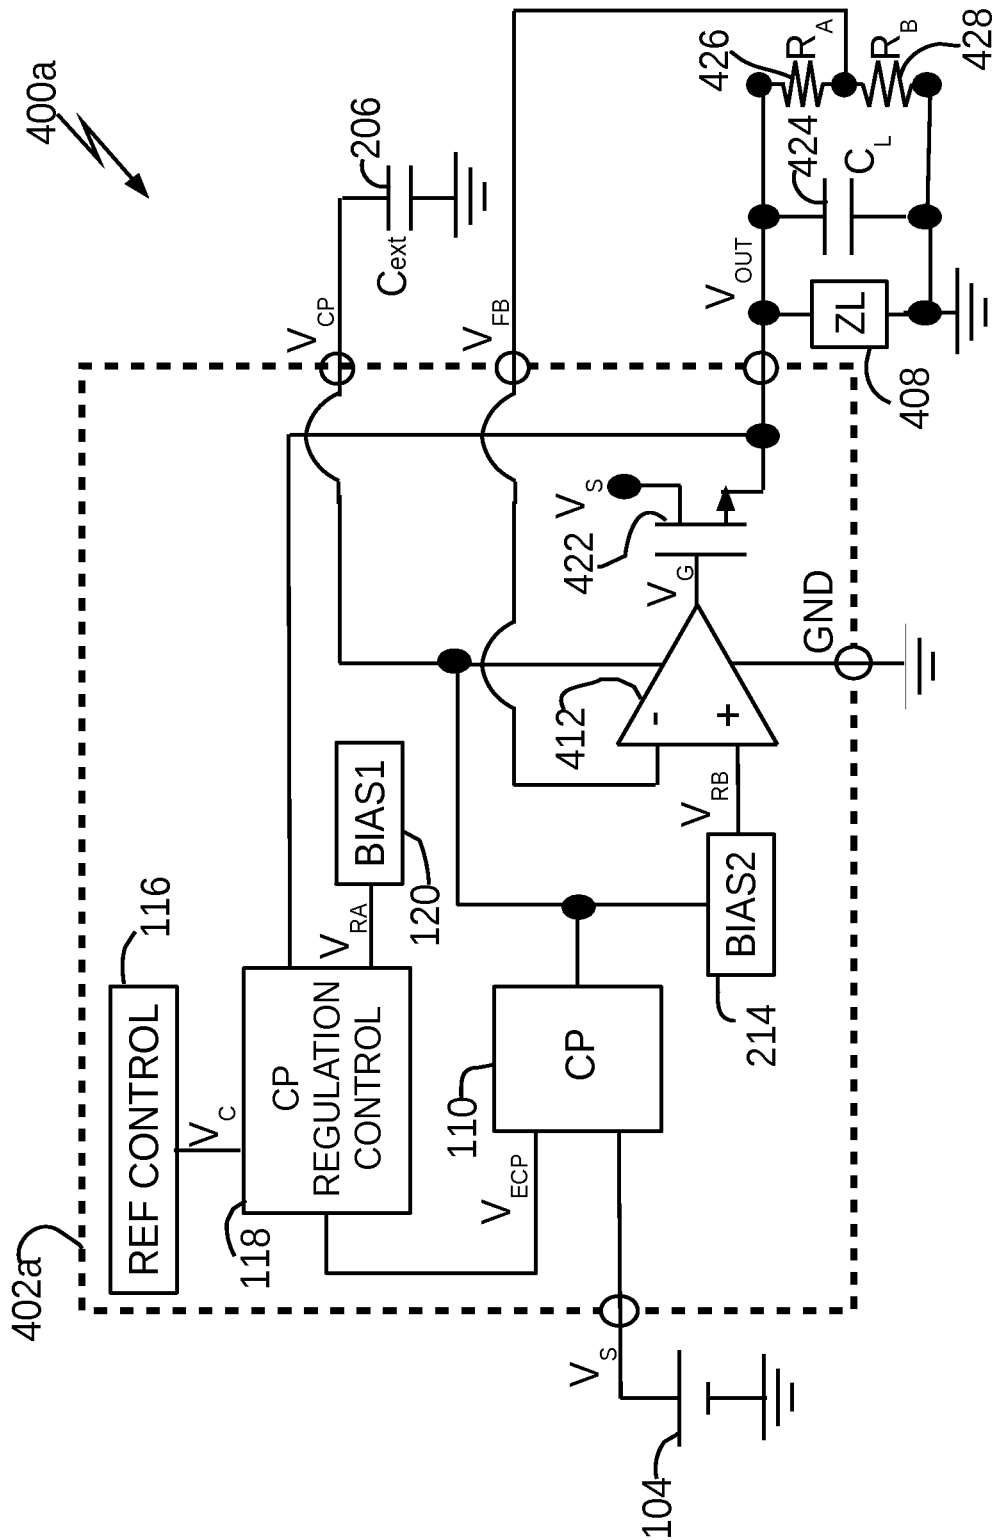 400a
402a
REF CONTROL
116
VC
CP
REGULATION
CONTROL
118
VRA
BIAS1
120
VCP
Cext
206
VECP
110
CP
VFB
VS
104
214
BIAS2
VRB
412
-
+
VG
422
VS
GND
VOUT
ZL
408
424
CL
426
RA
RB
428